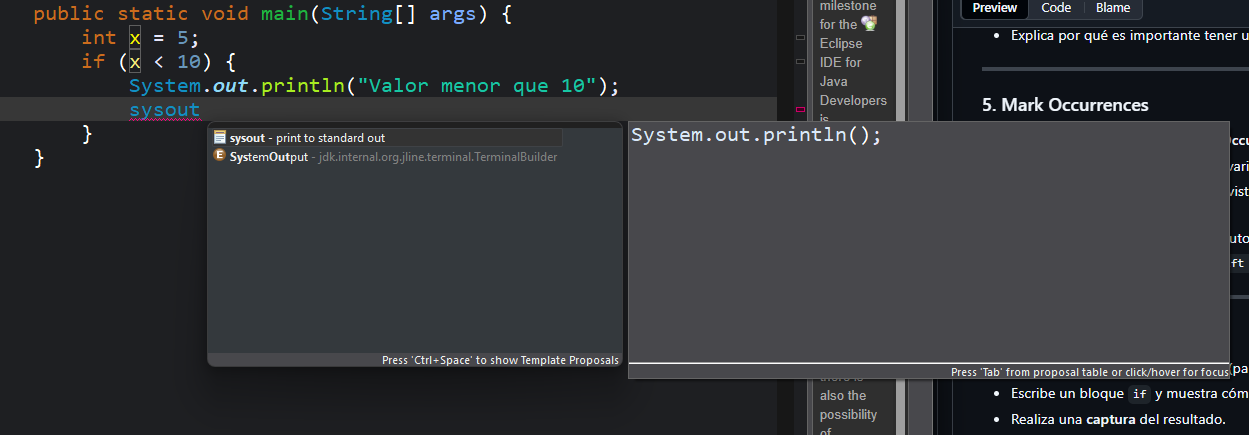 public static void main(String[] args) {
int x = 5;
if (x < 10) {
System.out.println("Valor menor que 10");
sysout
}
}
sysout - print to standard out
SystemOutput - jdk.internal.org.jline.terminal.TerminalBuilder
Press 'Ctrl+Space' to show Template Proposals
System.out.println();
Press 'Tab' from proposal table or click/hover for focus
milestone
for the
Eclipse
IDE for
Java
Developers
is
also the
possibility
of
Preview Code Blame
Explica por qué es importante tener u
5. Mark Occurrences
Escribe un bloque if y muestra cóm
Realiza una captura del resultado.